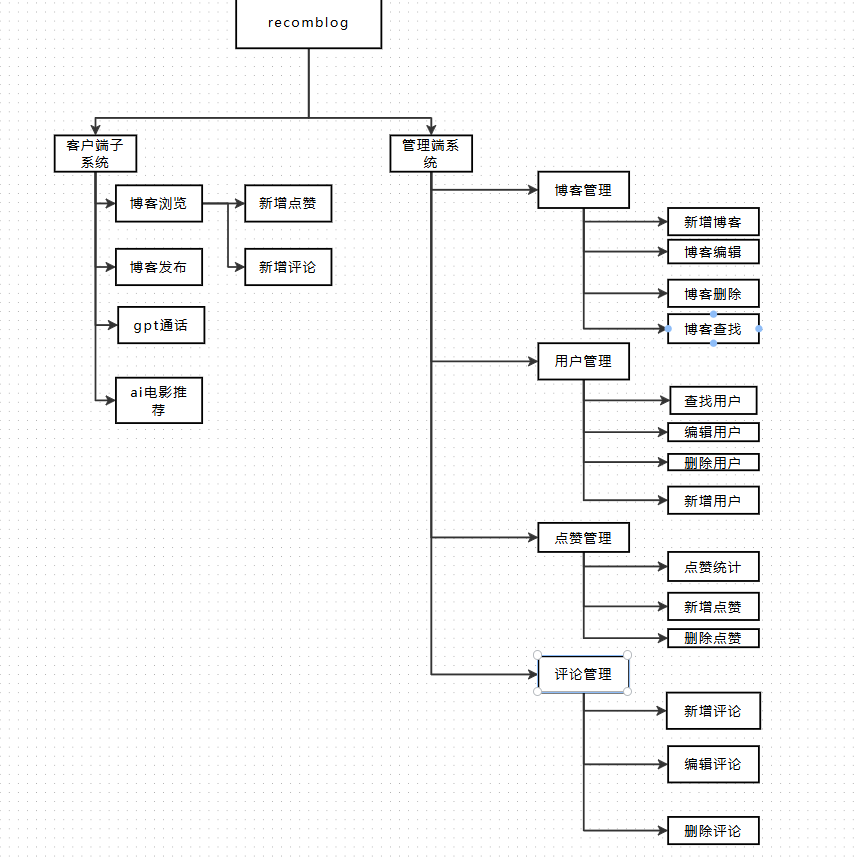 recomblog
客户端子
系统
管理端系
统
博客浏览
新增点赞
博客发布
新增评论
gpt通话
ai电影推
荐
博客管理
新增博客
博客编辑
博客删除
博客查找
用户管理
查找用户
编辑用户
删除用户
新增用户
点赞管理
点赞统计
新增点赞
删除点赞
评论管理
新增评论
编辑评论
删除评论